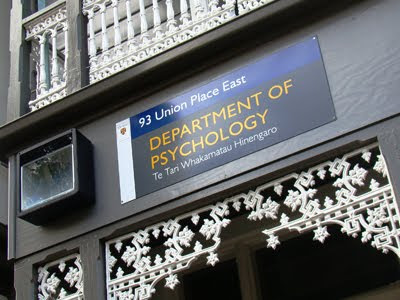 93 Union Place East
DEPARTMENT OF
PSYCHOLOGY
Te Tari Whakamatau Hinengaro